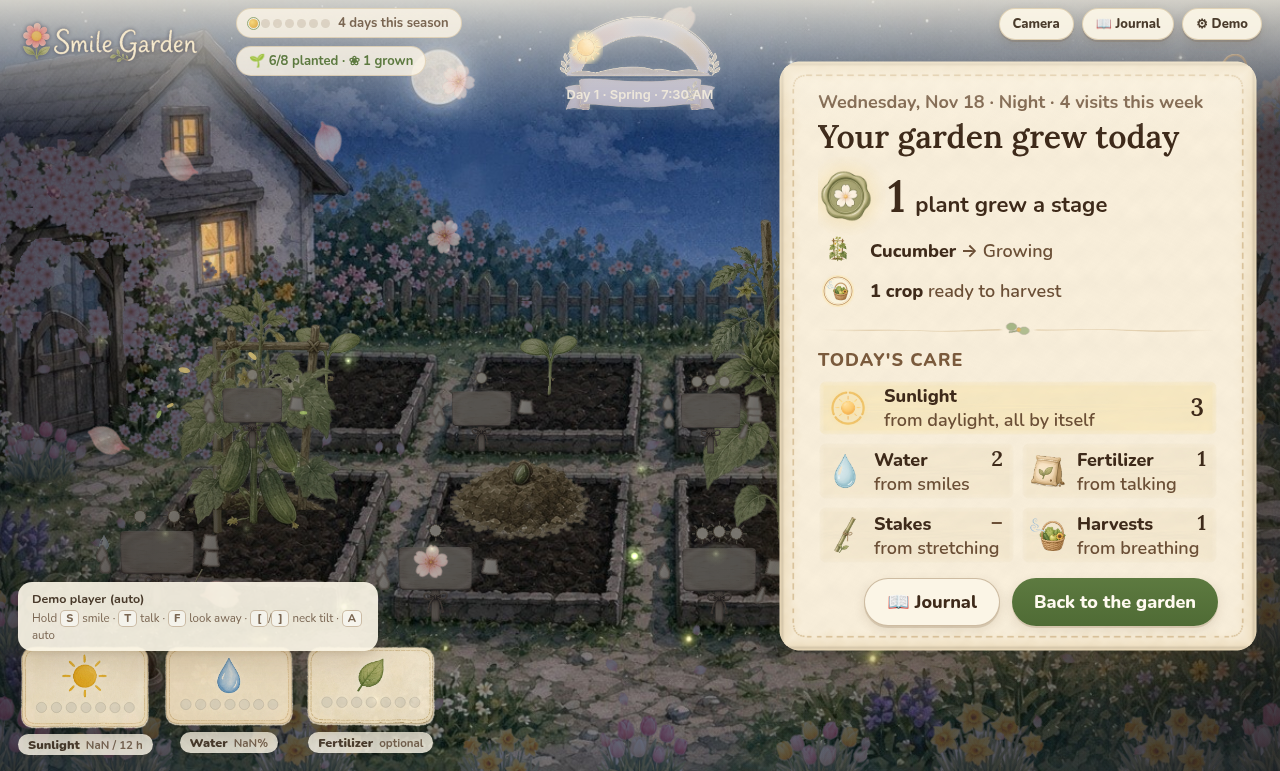 Smile Garden
4 days this season
6/8 planted · 1 grown
Day 1 · Spring · 7:30 AM
Camera
Journal
Demo
Wednesday, Nov 18 · Night · 4 visits this week
Your garden grew today
1 plant grew a stage
Cucumber → Growing
1 crop ready to harvest
TODAY'S CARE
Sunlight
from daylight, all by itself
3
Water 2
from smiles
Fertilizer 1
from talking
Stakes –
from stretching
Harvests 1
from breathing
Journal
Back to the garden
Demo player (auto)
Hold S smile · T talk · F look away · [ / ] neck tilt · A
auto
Sunlight NaN / 12 h
Water NaN%
Fertilizer optional